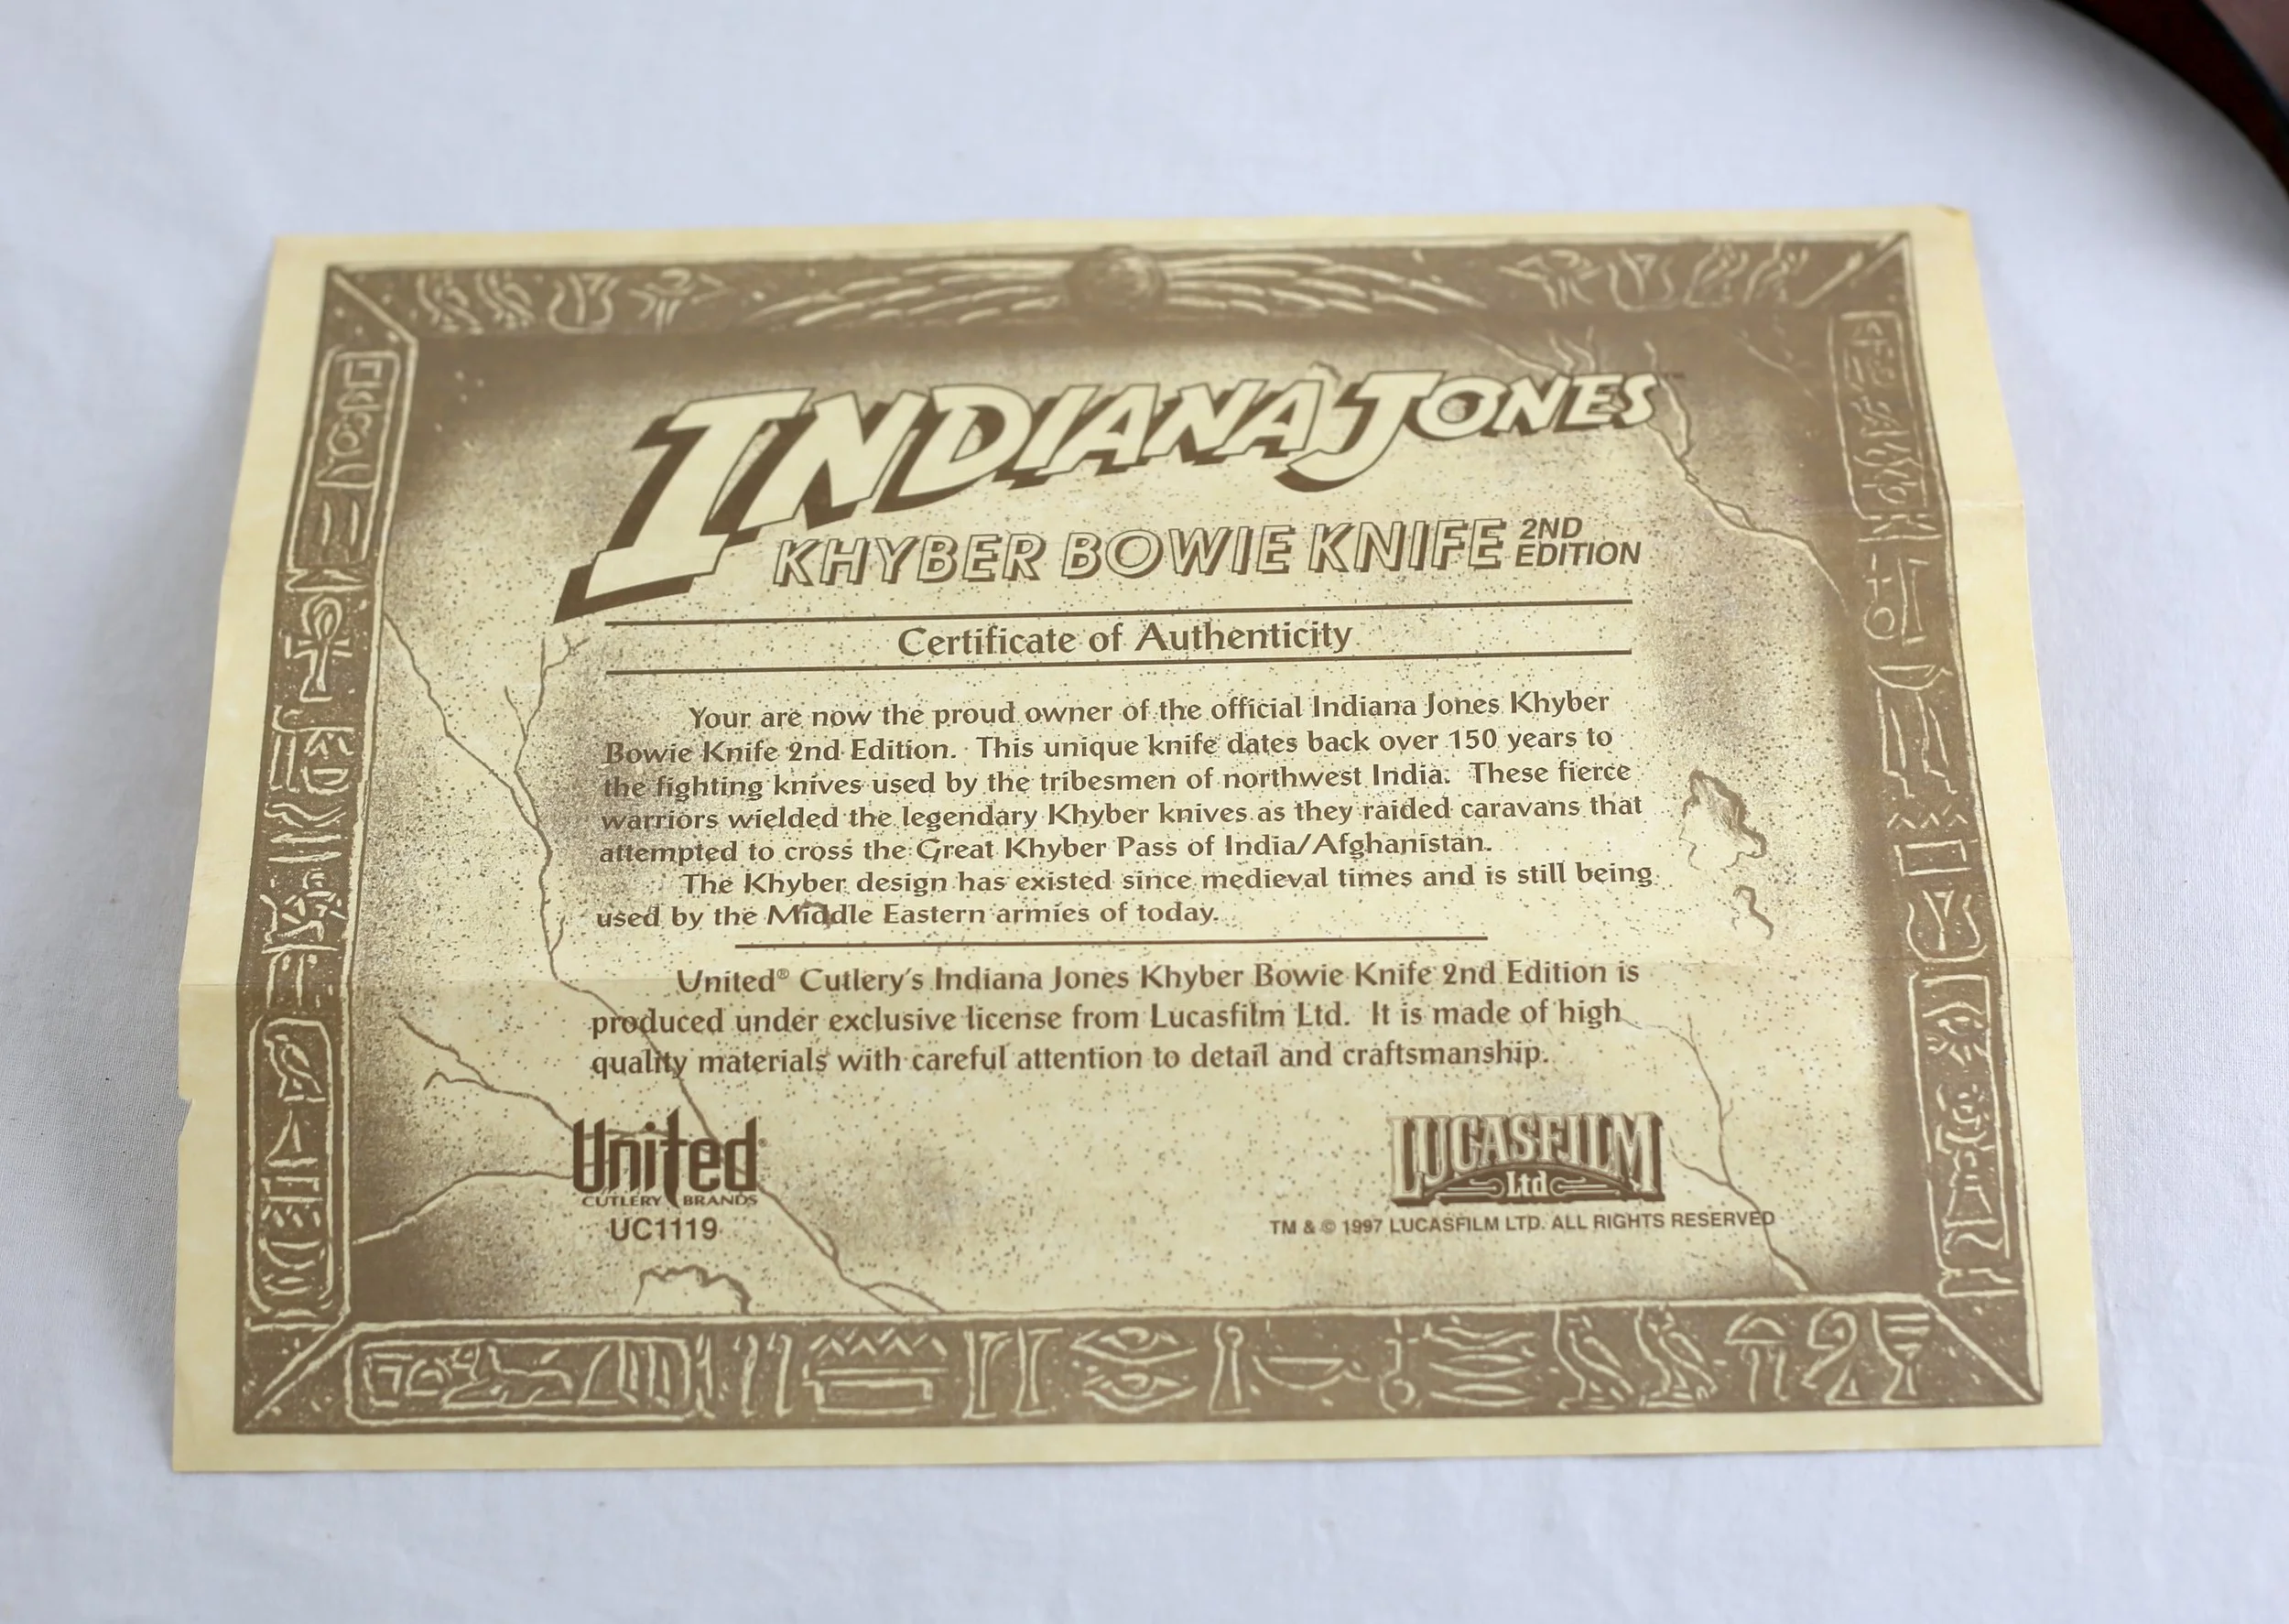 INDIANA JONES™
KHYBER BOWIE KNIFE 2ND EDITION
Certificate of Authenticity
Your are now the proud owner of the official Indiana Jones Khyber
Bowie Knife 2nd Edition. This unique knife dates back over 150 years to
the fighting knives used by the tribesmen of northwest India. These fierce
warriors wielded the legendary Khyber knives as they raided caravans that
attempted to cross the Great Khyber Pass of India/Afghanistan.
The Khyber design has existed since medieval times and is still being
used by the Middle Eastern armies of today.
United® Cutlery's Indiana Jones Khyber Bowie Knife 2nd Edition is
produced under exclusive license from Lucasfilm Ltd. It is made of high
quality materials with careful attention to detail and craftsmanship.
United®
CUTLERY BRANDS
UC1119
LUCASFILM
Ltd
TM & © 1997 LUCASFILM LTD. ALL RIGHTS RESERVED